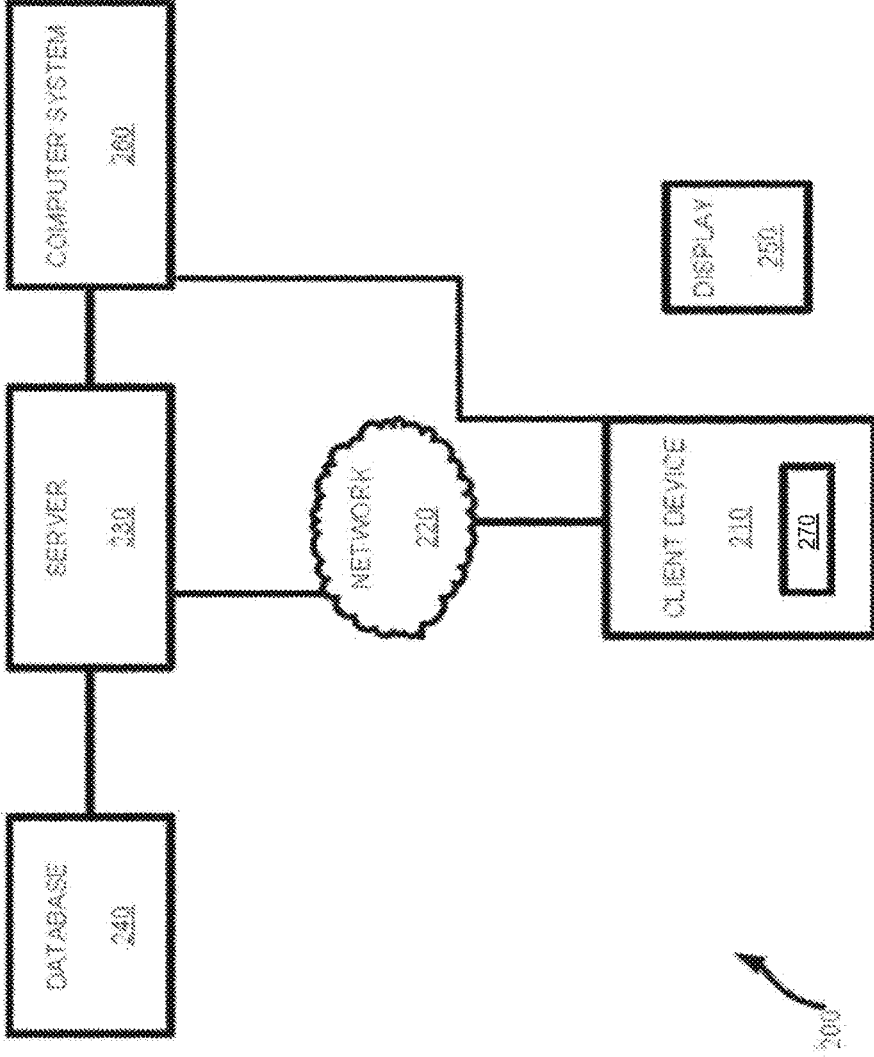 DATABASE
240
SERVER
230
COMPUTER SYSTEM
260
NETWORK
220
CLIENT DEVICE
210
270
DISPLAY
250
200